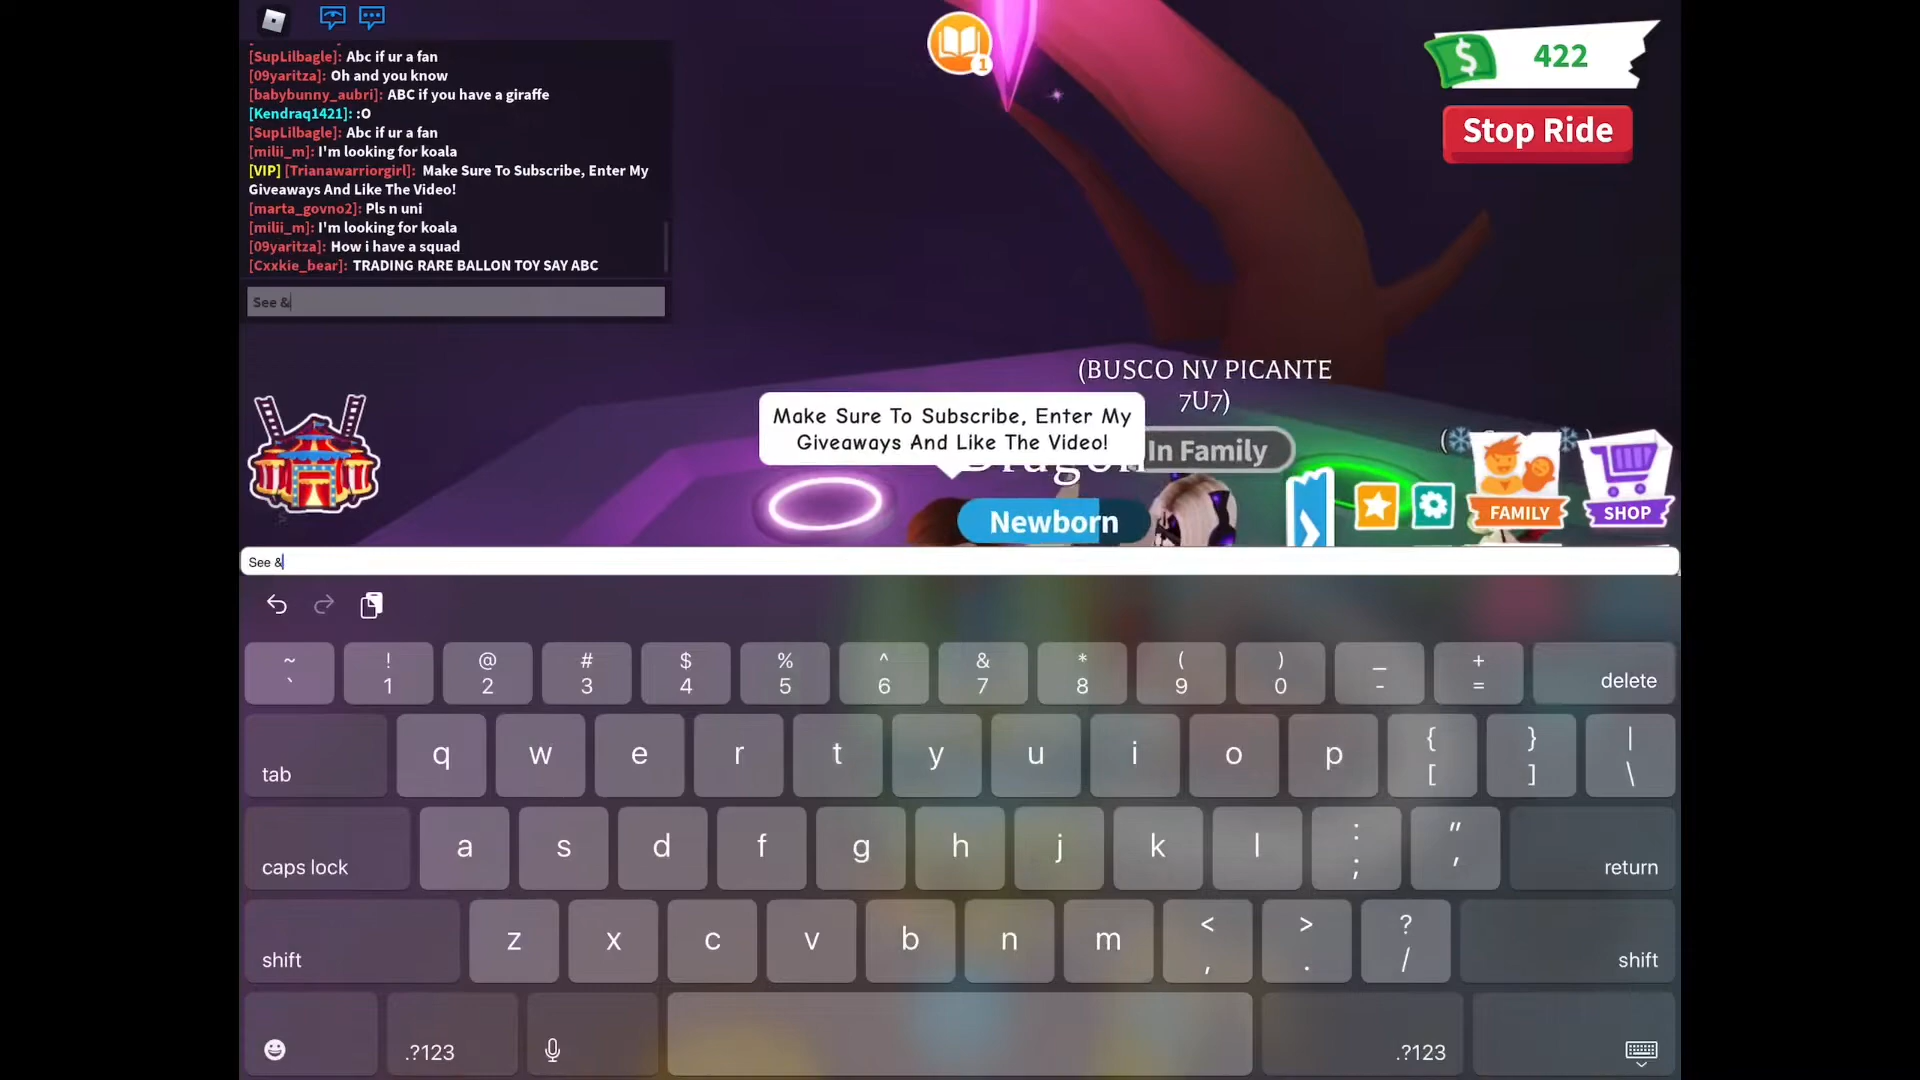 [SupLilbagle]: Abc if ur a fan
[09yaritza]: Oh and you know
[babybunny_aubri]: ABC if you have a giraffe
[Kendraq1421]: :O
[SupLilbagle]: Abc if ur a fan
[milii_m]: I'm looking for koala
[VIP] [Trianawarriorgirl]: Make Sure To Subscribe, Enter My
Giveaways And Like The Video!
[marta_govno2]: Pls n uni
[milii_m]: I'm looking for koala
[09yaritza]: How i have a squad
[Cxxkie_bear]: TRADING RARE BALLON TOY SAY ABC
See &
1
422
Stop Ride
(BUSCO NV PICANTE
7U7)
Make Sure To Subscribe, Enter My
Giveaways And Like The Video!
In Family
Dragon
Newborn
FAMILY
SHOP
See &
~ ! @ # $ % ^ & * ( ) _ +
` 1 2 3 4 5 6 7 8 9 0 - = delete
tab q w e r t y u i o p { [ } ] | \
caps lock a s d f g h j k l : ; " ' return
shift z x c v b n m < , > . ? / shift
.?123 .?123